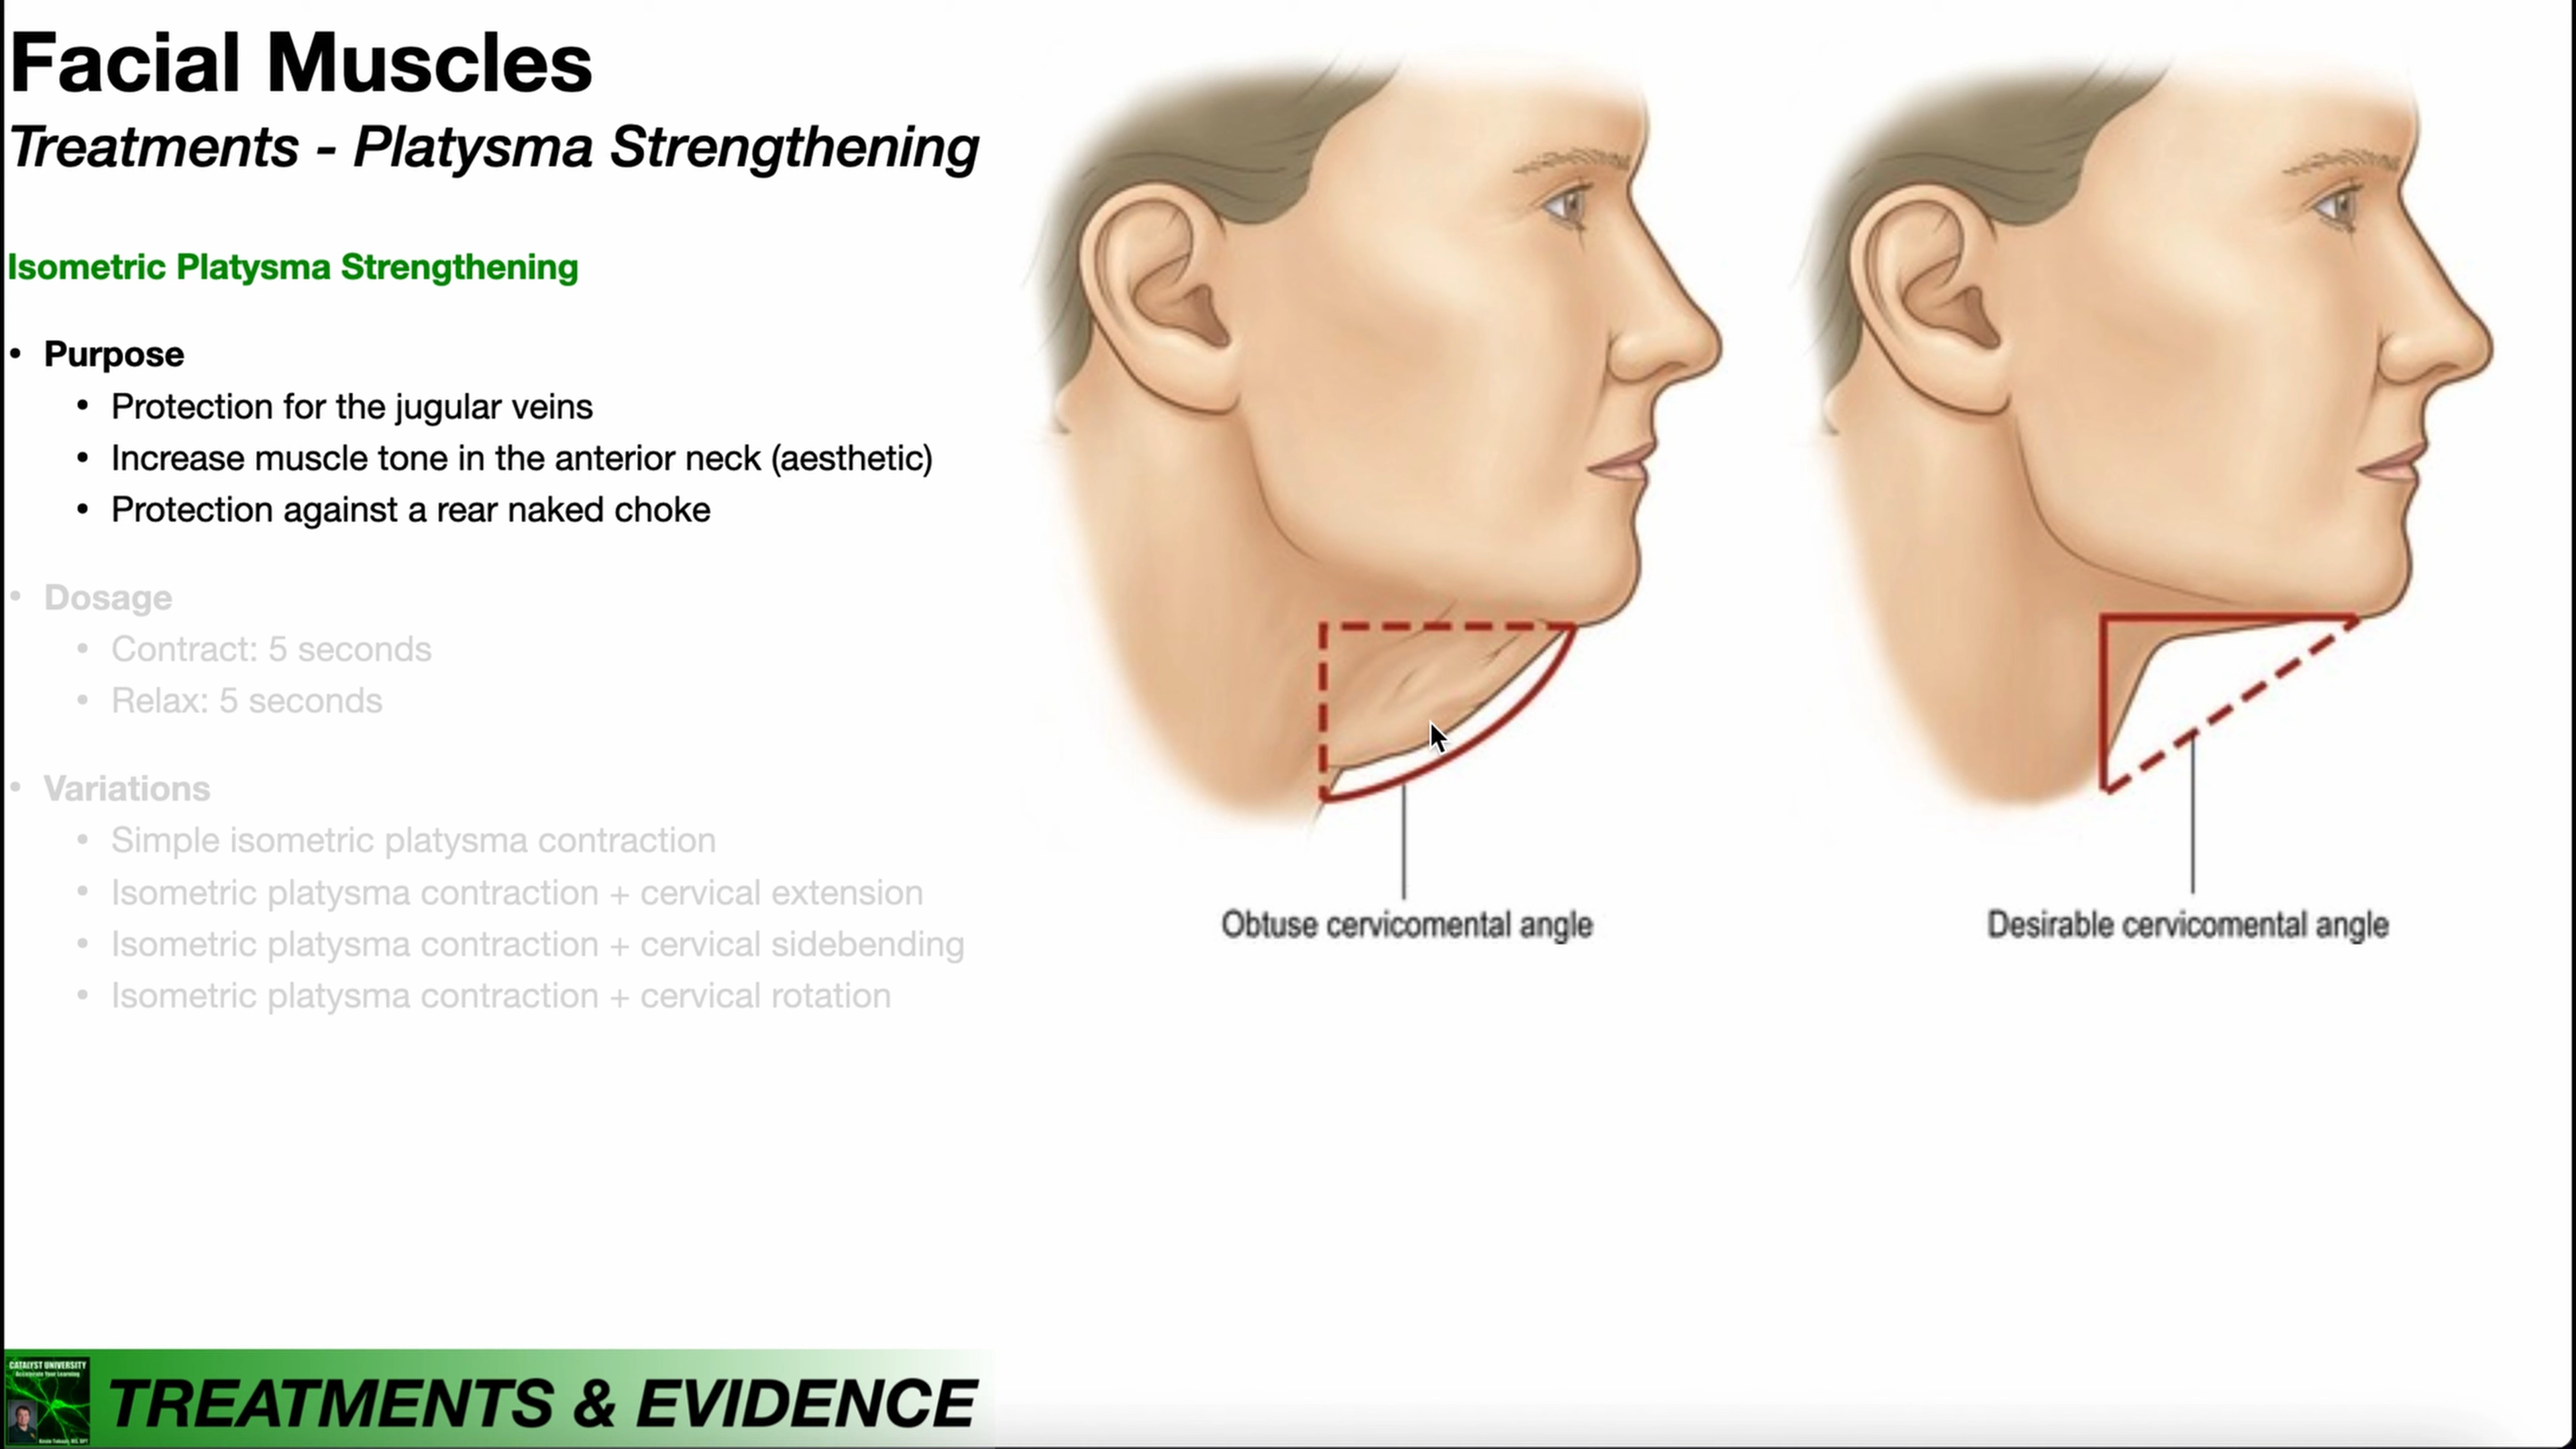 Facial Muscles
Treatments - Platysma Strengthening
Isometric Platysma Strengthening
• Purpose
• Protection for the jugular veins
• Increase muscle tone in the anterior neck (aesthetic)
• Protection against a rear naked choke
• Dosage
• Contract: 5 seconds
• Relax: 5 seconds
• Variations
• Simple isometric platysma contraction
• Isometric platysma contraction + cervical extension
• Isometric platysma contraction + cervical sidebending
• Isometric platysma contraction + cervical rotation
Obtuse cervicomental angle
Desirable cervicomental angle
CATALYST UNIVERSITY
Accelerate Your Learning
TREATMENTS & EVIDENCE